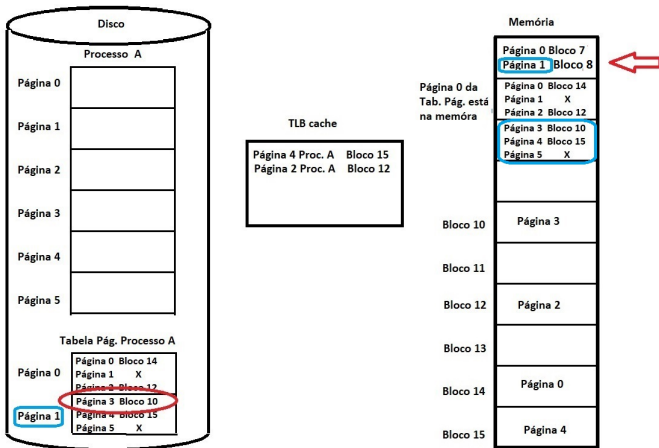 Disco
Processo A
Página 0
Página 1
Página 2
Página 3
Página 4
Página 5
Tabela Pág. Processo A
Página 0
Página 0 Bloco 14
Página 1 X
Página 2 Bloco 12
Página 1
Página 3 Bloco 10
Página 4 Bloco 15
Página 5 X
TLB cache
Página 4 Proc. A Bloco 15
Página 2 Proc. A Bloco 12
Memória
Página 0 Bloco 7
Página 1 Bloco 8
Página 0 da
Tab. Pág. está
na memóra
Página 0 Bloco 14
Página 1 X
Página 2 Bloco 12
Página 3 Bloco 10
Página 4 Bloco 15
Página 5 X
Bloco 10 Página 3
Bloco 11
Bloco 12 Página 2
Bloco 13
Bloco 14 Página 0
Bloco 15 Página 4